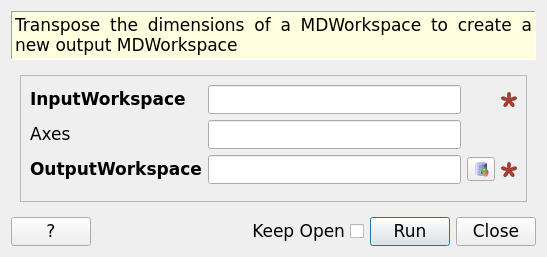 Transpose the dimensions of a MDWorkspace to create a
new output MDWorkspace
InputWorkspace *
Axes
OutputWorkspace *
? Keep Open Run Close